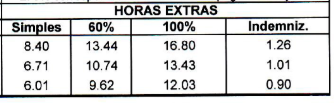 HORAS EXTRAS
Simples 60% 100% Indemniz.
8.40 13.44 16.80 1.26
6.71 10.74 13.43 1.01
6.01 9.62 12.03 0.90